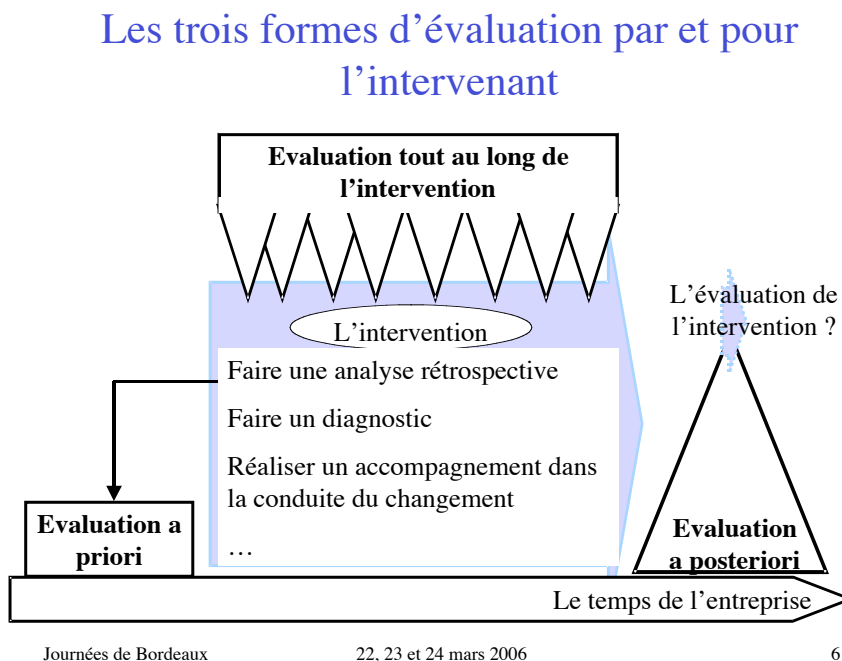 Les trois formes d'évaluation par et pour
l'intervenant
Evaluation tout au long de
l'intervention
L'évaluation de
l'intervention ?
L'intervention
Faire une analyse rétrospective
Faire un diagnostic
Réaliser un accompagnement dans
la conduite du changement
…
Evaluation a
priori
Evaluation
a posteriori
Le temps de l'entreprise
Journées de Bordeaux
22, 23 et 24 mars 2006
6